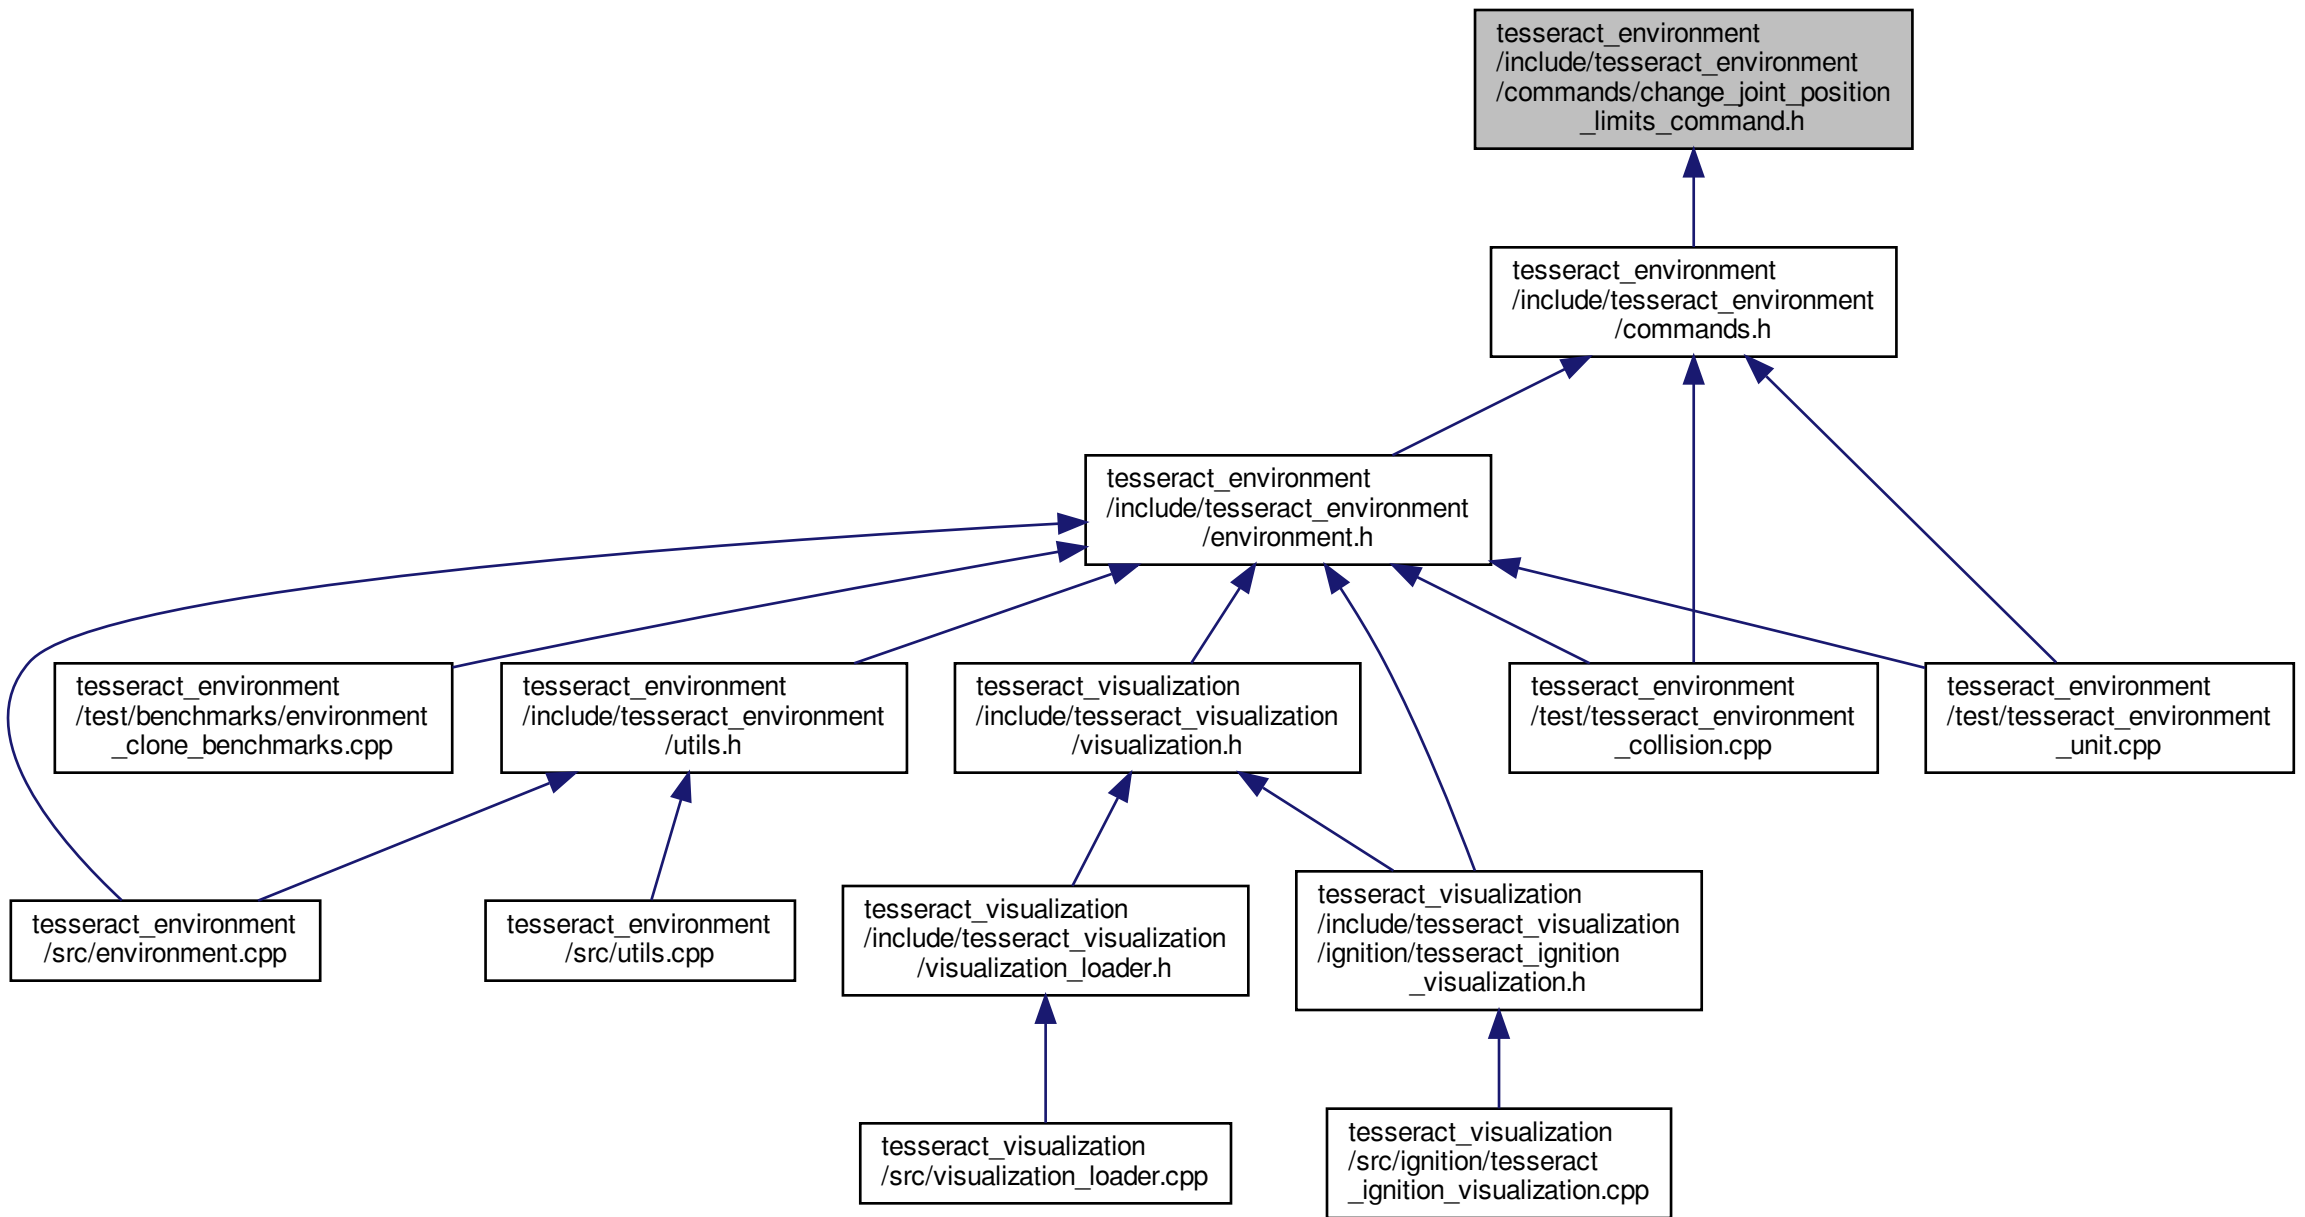 tesseract_environment
/include/tesseract_environment
/commands/change_joint_position
_limits_command.h
tesseract_environment
/include/tesseract_environment
/commands.h
tesseract_environment
/include/tesseract_environment
/environment.h
tesseract_environment
/test/benchmarks/environment
_clone_benchmarks.cpp
tesseract_environment
/include/tesseract_environment
/utils.h
tesseract_visualization
/include/tesseract_visualization
/visualization.h
tesseract_environment
/test/tesseract_environment
_collision.cpp
tesseract_environment
/test/tesseract_environment
_unit.cpp
tesseract_environment
/src/environment.cpp
tesseract_environment
/src/utils.cpp
tesseract_visualization
/include/tesseract_visualization
/visualization_loader.h
tesseract_visualization
/include/tesseract_visualization
/ignition/tesseract_ignition
_visualization.h
tesseract_visualization
/src/visualization_loader.cpp
tesseract_visualization
/src/ignition/tesseract
_ignition_visualization.cpp